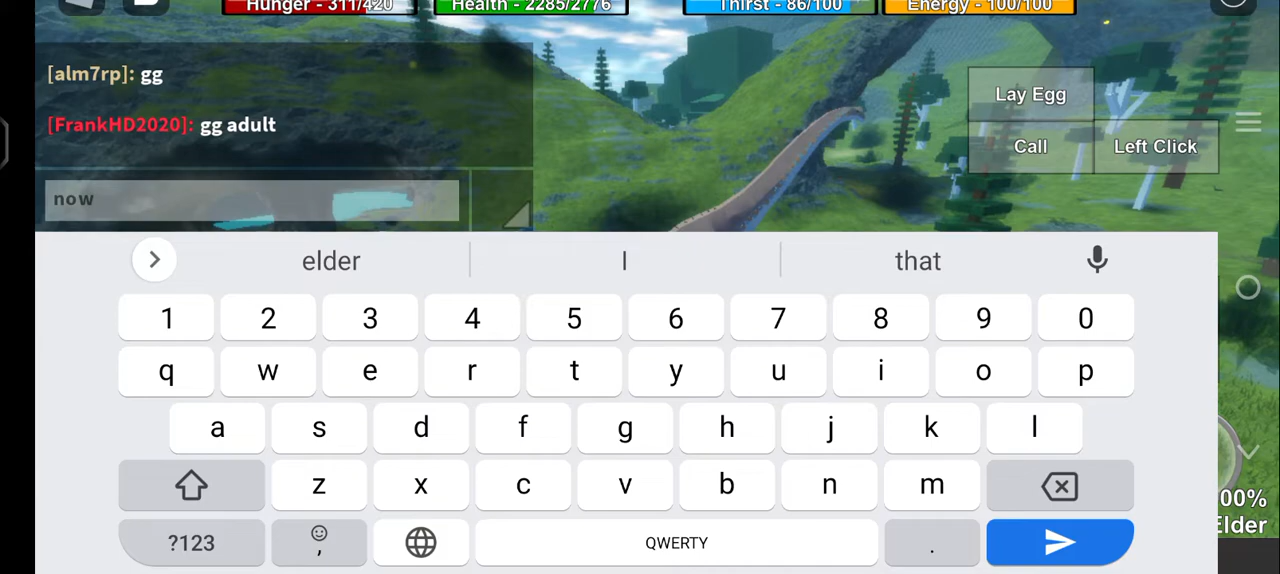 Hunger - 311/420 Health - 2285/2776 Thirst - 86/100 Energy - 100/100
[alm7rp]: gg
[FrankHD2020]: gg adult
now
Lay Egg
Call Left Click
elder I that
1 2 3 4 5 6 7 8 9 0
q w e r t y u i o p
a s d f g h j k l
z x c v b n m
?123 , QWERTY .
00%
Elder